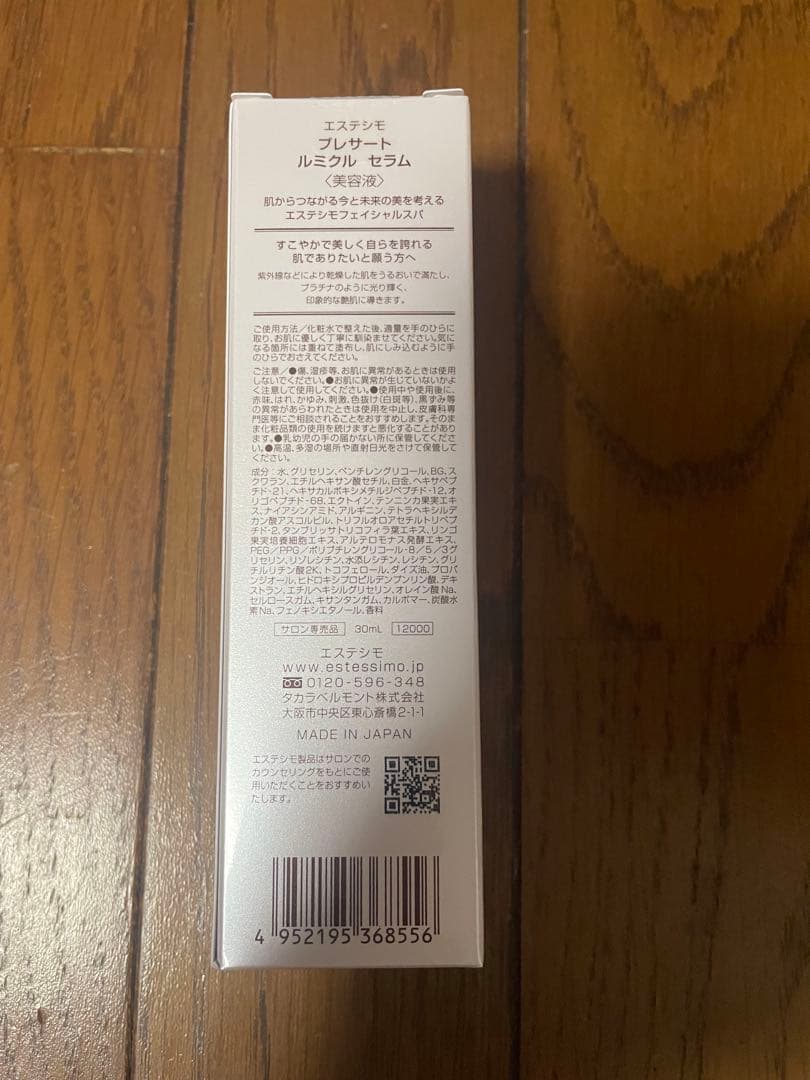 エステシモ
プレサート
ルミクル セラム
〈美容液〉
肌からつながる今と未来の美を考える
エステシモフェイシャルスパ
すこやかで美しく自らを誇れる
肌でありたいと願う方へ
紫外線などにより乾燥した肌をうるおいで満たし、
プラチナのように光り輝く、
印象的な艶肌に導きます。
ご使用方法/化粧水で整えた後、適量を手のひらに
取り、お肌に優しく丁寧に馴染ませてください。気に
なる箇所には重ねて塗布し、肌にしみ込むように手
のひらでおさえてください。
ご注意/●傷、湿疹等、お肌に異常があるときは使用
しないでください。●お肌に異常が生じていないかよ
く注意して使用してください。●使用中や使用後に、
赤味、はれ、かゆみ、刺激、色抜け(白斑等)、黒ずみ等
の異常があらわれたときは使用を中止し、皮膚科専
門医等にご相談されることをおすすめします。そのま
ま化粧品類の使用を続けますと悪化することがありま
す。●乳幼児の手の届かない所に保管してくださ
い。●高温、多湿の場所や直射日光をさけて保管して
ください。
成分:水、グリセリン、ペンチレングリコール、BG、ス
クワラン、エチルヘキサン酸セチル、白金、ヘキサペプ
チド-21、ヘキサカルボキシメチルジペプチド-12、オ
リゴペプチド-68、エクトイン、テンニンカ果実エキ
ス、ナイアシンアミド、アルギニン、テトラヘキシルデ
カン酸アスコルビル、トリフルオロアセチルトリペプ
チド-2、タンブリッサトリコフィラ葉エキス、リンゴ
果実培養細胞エキス、アルテロモナス発酵エキス、
PEG/PPG/ポリブチレングリコール-8/5/3グ
リセリン、リゾレシチン、水添レシチン、レシチン、グリ
チルリチン酸2K、トコフェロール、ダイズ油、プロパ
ンジオール、ヒドロキシプロピルデンプンリン酸、デキ
ストラン、エチルヘキシルグリセリン、オレイン酸Na、
セルロースガム、キサンタンガム、カルボマー、炭酸水
素Na、フェノキシエタノール、香料
サロン専売品 30mL 12000
エステシモ
www.estessimo.jp
0120-596-348
タカラベルモント株式会社
大阪市中央区東心斎橋2-1-1
MADE IN JAPAN
エステシモ製品はサロンでの
カウンセリングをもとにご使
用いただくことをおすすめい
たします。
4 952195 368556